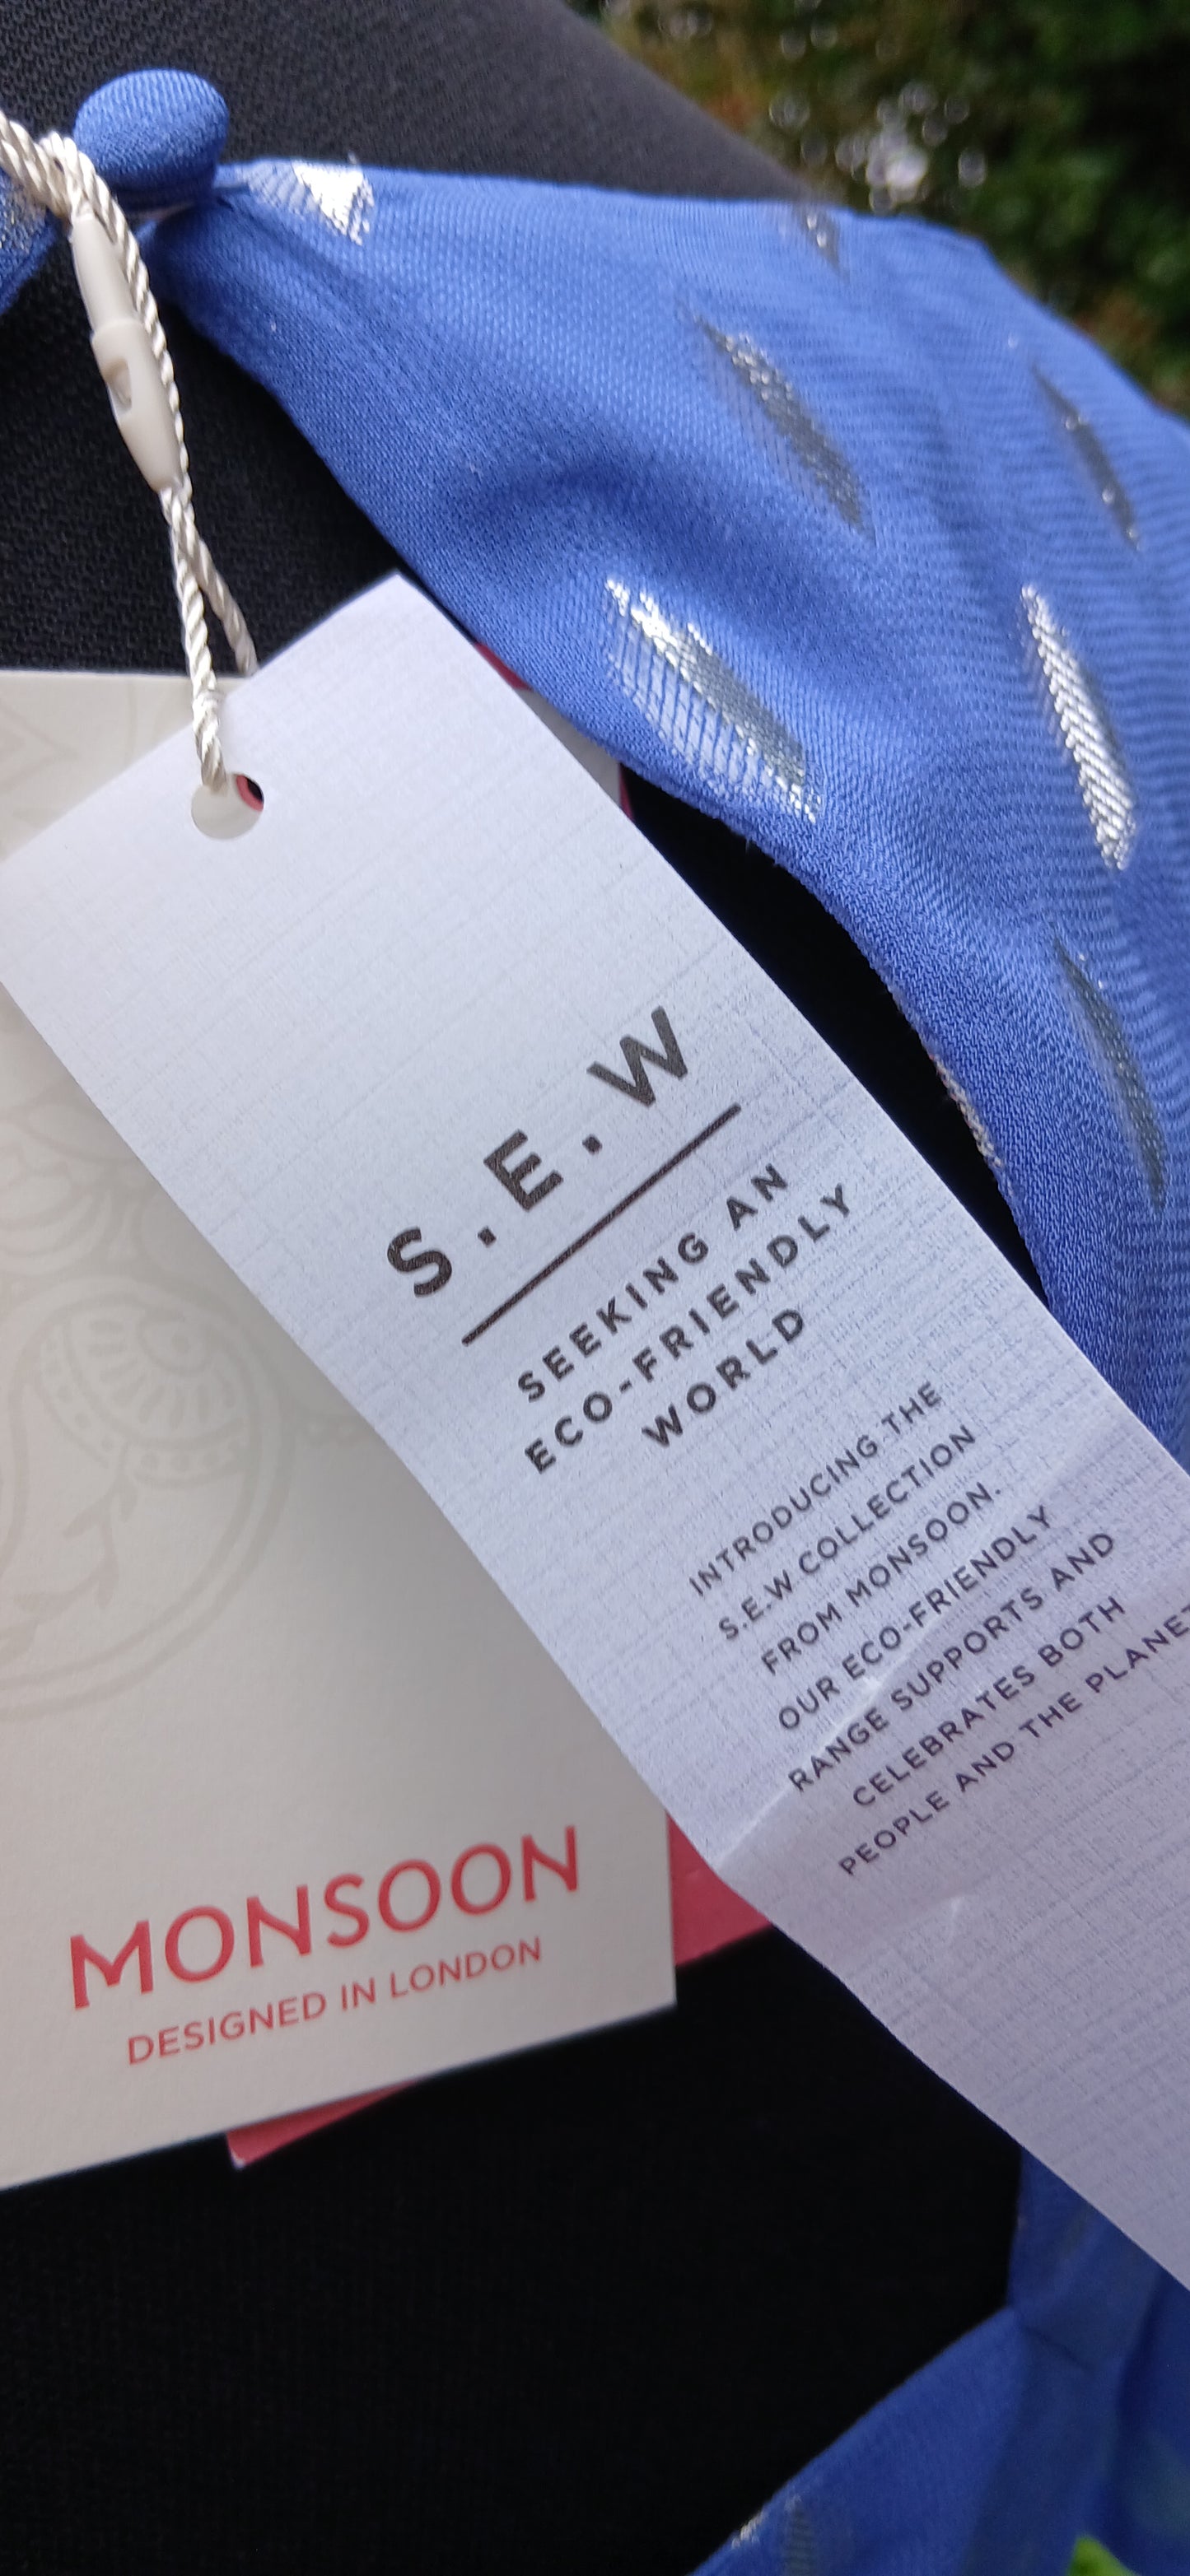 S.E.W
SEEKING AN
ECO-FRIENDLY
WORLD
INTRODUCING THE
S.E.W COLLECTION
FROM MONSOON.
OUR ECO-FRIENDLY
RANGE SUPPORTS AND
CELEBRATES BOTH
PEOPLE AND THE PLANET
MONSOON
DESIGNED IN LONDON